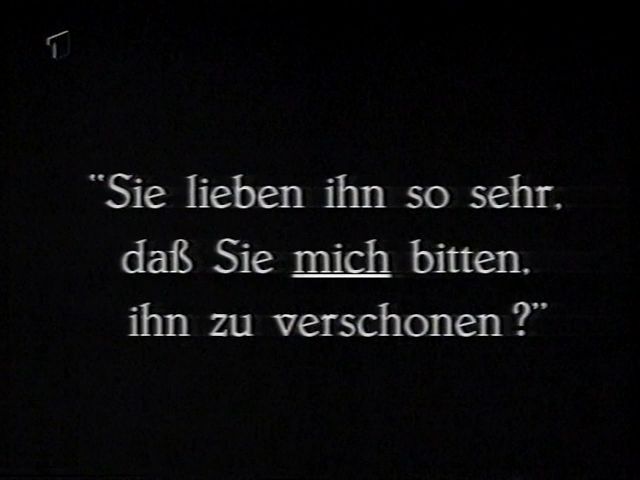 "Sie lieben ihn so sehr,
daß Sie mich bitten,
ihn zu verschonen?"